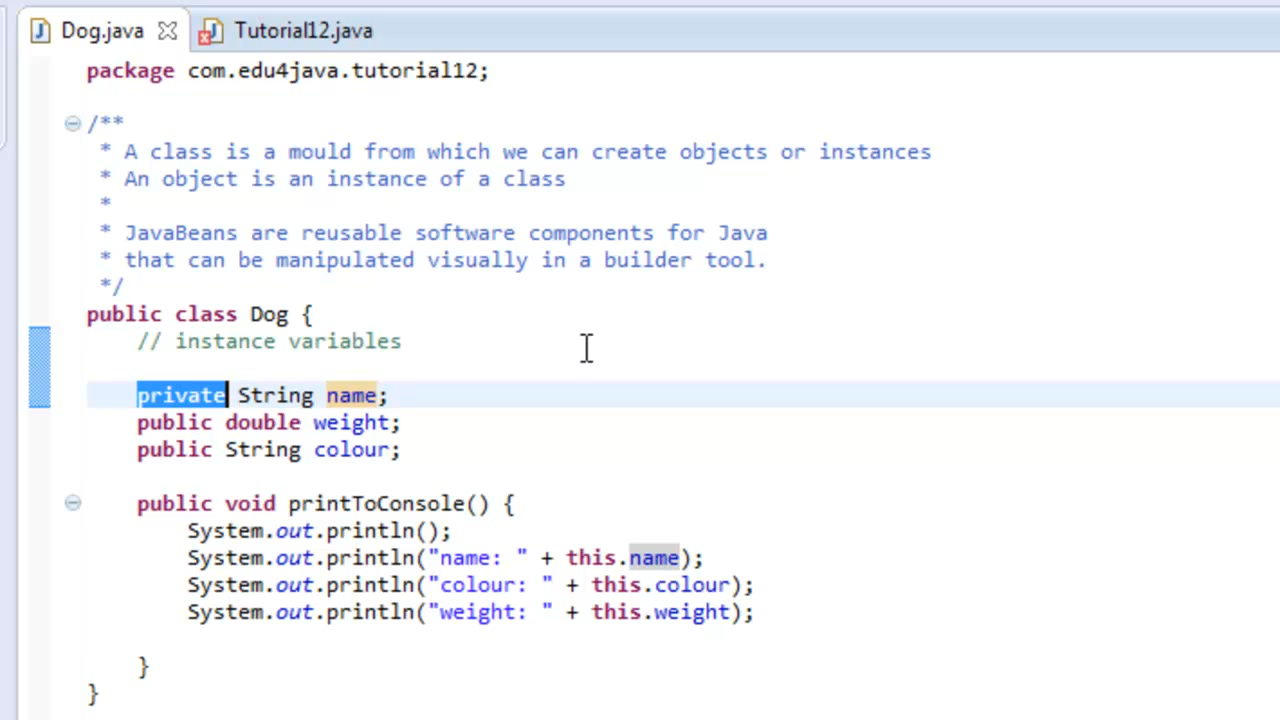 Dog.java
Tutorial12.java
package com.edu4java.tutorial12;
/**
* A class is a mould from which we can create objects or instances
* An object is an instance of a class
*
* JavaBeans are reusable software components for Java
* that can be manipulated visually in a builder tool.
*/
public class Dog {
// instance variables
private String name;
public double weight;
public String colour;
public void printToConsole() {
System.out.println();
System.out.println("name: " + this.name);
System.out.println("colour: " + this.colour);
System.out.println("weight: " + this.weight);
}
}